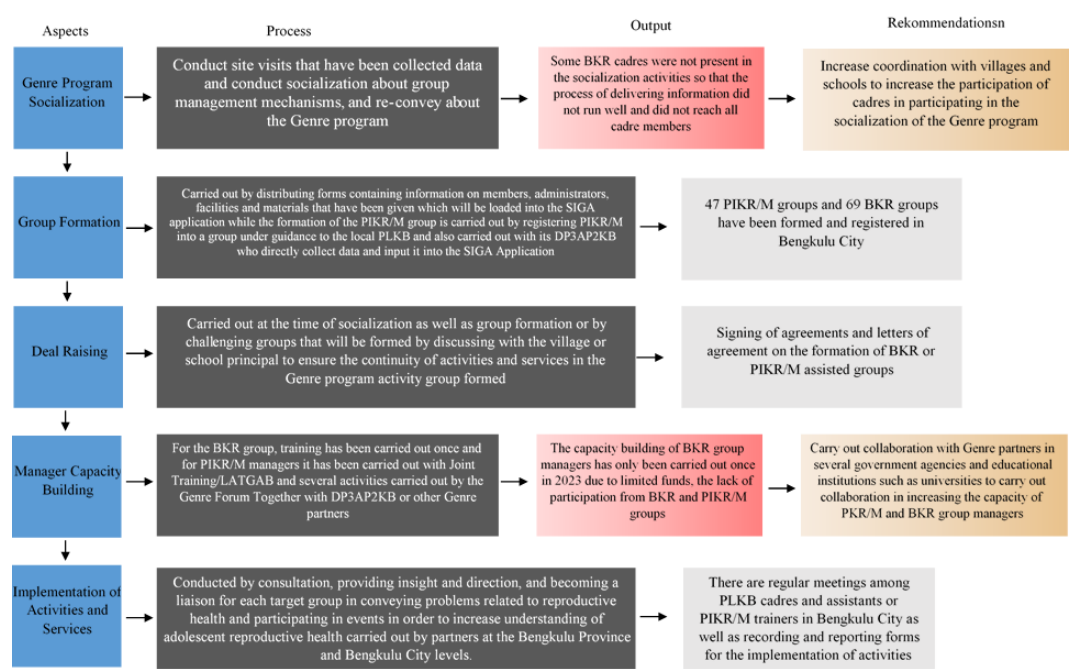 Aspects
Process
Output
Rekommendationsn
Genre Program
Socialization
Conduct site visits that have been collected data
and conduct socialization about group
management mechanisms, and re-convey about
the Genre program
Some BKR cadres were not present in
the socialization activities so that the
process of delivering information did
not run well and did not reach all
cadre members
Increase coordination with villages and
schools to increase the participation of
cadres in participating in the
socialization of the Genre program
Group Formation
Carried out by distributing forms containing information on members, administrators,
facilities and materials that have been given which will be loaded into the SIGA
application while the formation of the PIKR/M group is carried out by registering PIKR/M
into a group under guidance to the local PLKB and also carried out with its DP3AP2KB
who directly collect data and input it into the SIGA Application
47 PIKR/M groups and 69 BKR groups
have been formed and registered in
Bengkulu City
Deal Raising
Carried out at the time of socialization as well as group formation or by
challenging groups that will be formed by discussing with the village or
school principal to ensure the continuity of activities and services in the
Genre program activity group formed
Signing of agreements and letters of
agreement on the formation of BKR or
PIKR/M assisted groups
Manager Capacity
Building
For the BKR group, training has been carried out once and
for PIKR/M managers it has been carried out with Joint
Training/LATGAB and several activities carried out by the
Genre Forum Together with DP3AP2KB or other Genre
partners
The capacity building of BKR group
managers has only been carried out once
in 2023 due to limited funds, the lack of
participation from BKR and PIKR/M
groups
Carry out collaboration with Genre partners in
several government agencies and educational
institutions such as universities to carry out
collaboration in increasing the capacity of
PKR/M and BKR group managers
Implementation of
Activities and
Services
Conducted by consultation, providing insight and direction, and becoming a
liaison for each target group in conveying problems related to reproductive
health and participating in events in order to increase understanding of
adolescent reproductive health carried out by partners at the Bengkulu Province
and Bengkulu City levels.
There are regular meetings among
PLKB cadres and assistants or
PIKR/M trainers in Bengkulu City as
well as recording and reporting forms
for the implementation of activities